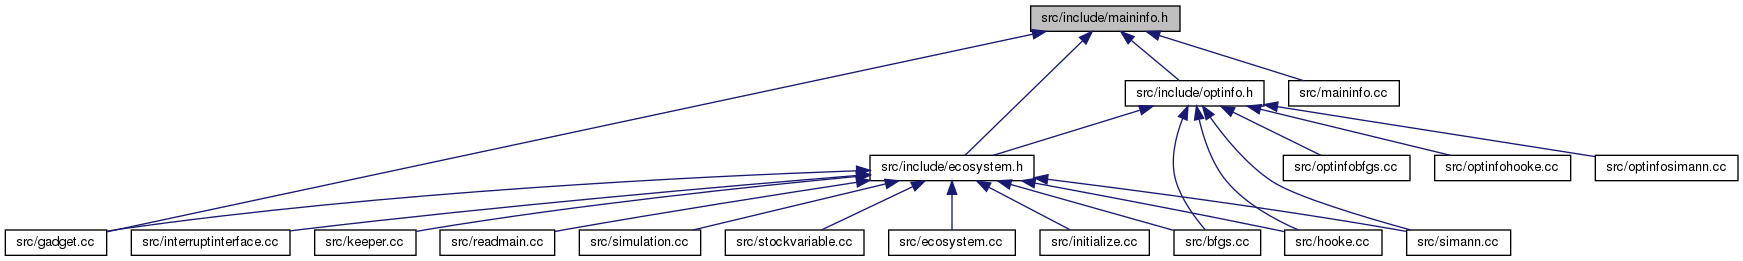 src/include/maininfo.h
src/include/optinfo.h
src/maininfo.cc
src/include/ecosystem.h
src/optinfobfgs.cc
src/optinfohooke.cc
src/optinfosimann.cc
src/gadget.cc
src/interruptinterface.cc
src/keeper.cc
src/readmain.cc
src/simulation.cc
src/stockvariable.cc
src/ecosystem.cc
src/initialize.cc
src/bfgs.cc
src/hooke.cc
src/simann.cc